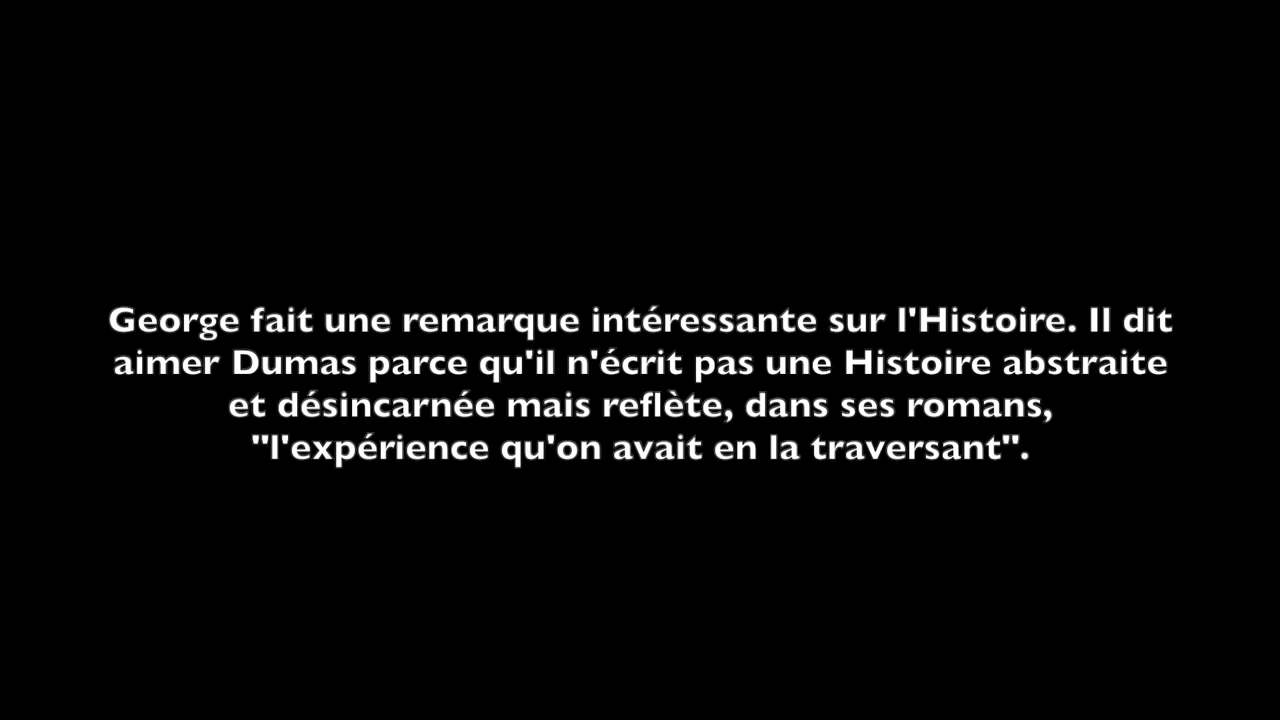 George fait une remarque intéressante sur l'Histoire. Il dit
aimer Dumas parce qu'il n'écrit pas une Histoire abstraite
et désincarnée mais reflète, dans ses romans,
"l'expérience qu'on avait en la traversant".